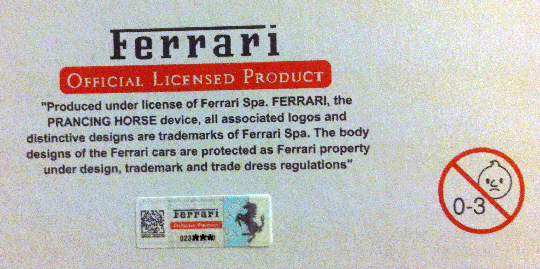 Ferrari
OFFICIAL LICENSED PRODUCT
"Produced under license of Ferrari Spa. FERRARI, the
PRANCING HORSE device, all associated logos and
distinctive designs are trademarks of Ferrari Spa. The body
designs of the Ferrari cars are protected as Ferrari property
under design, trademark and trade dress regulations"
Ferrari
OFFICIAL PRODUCT
0-3